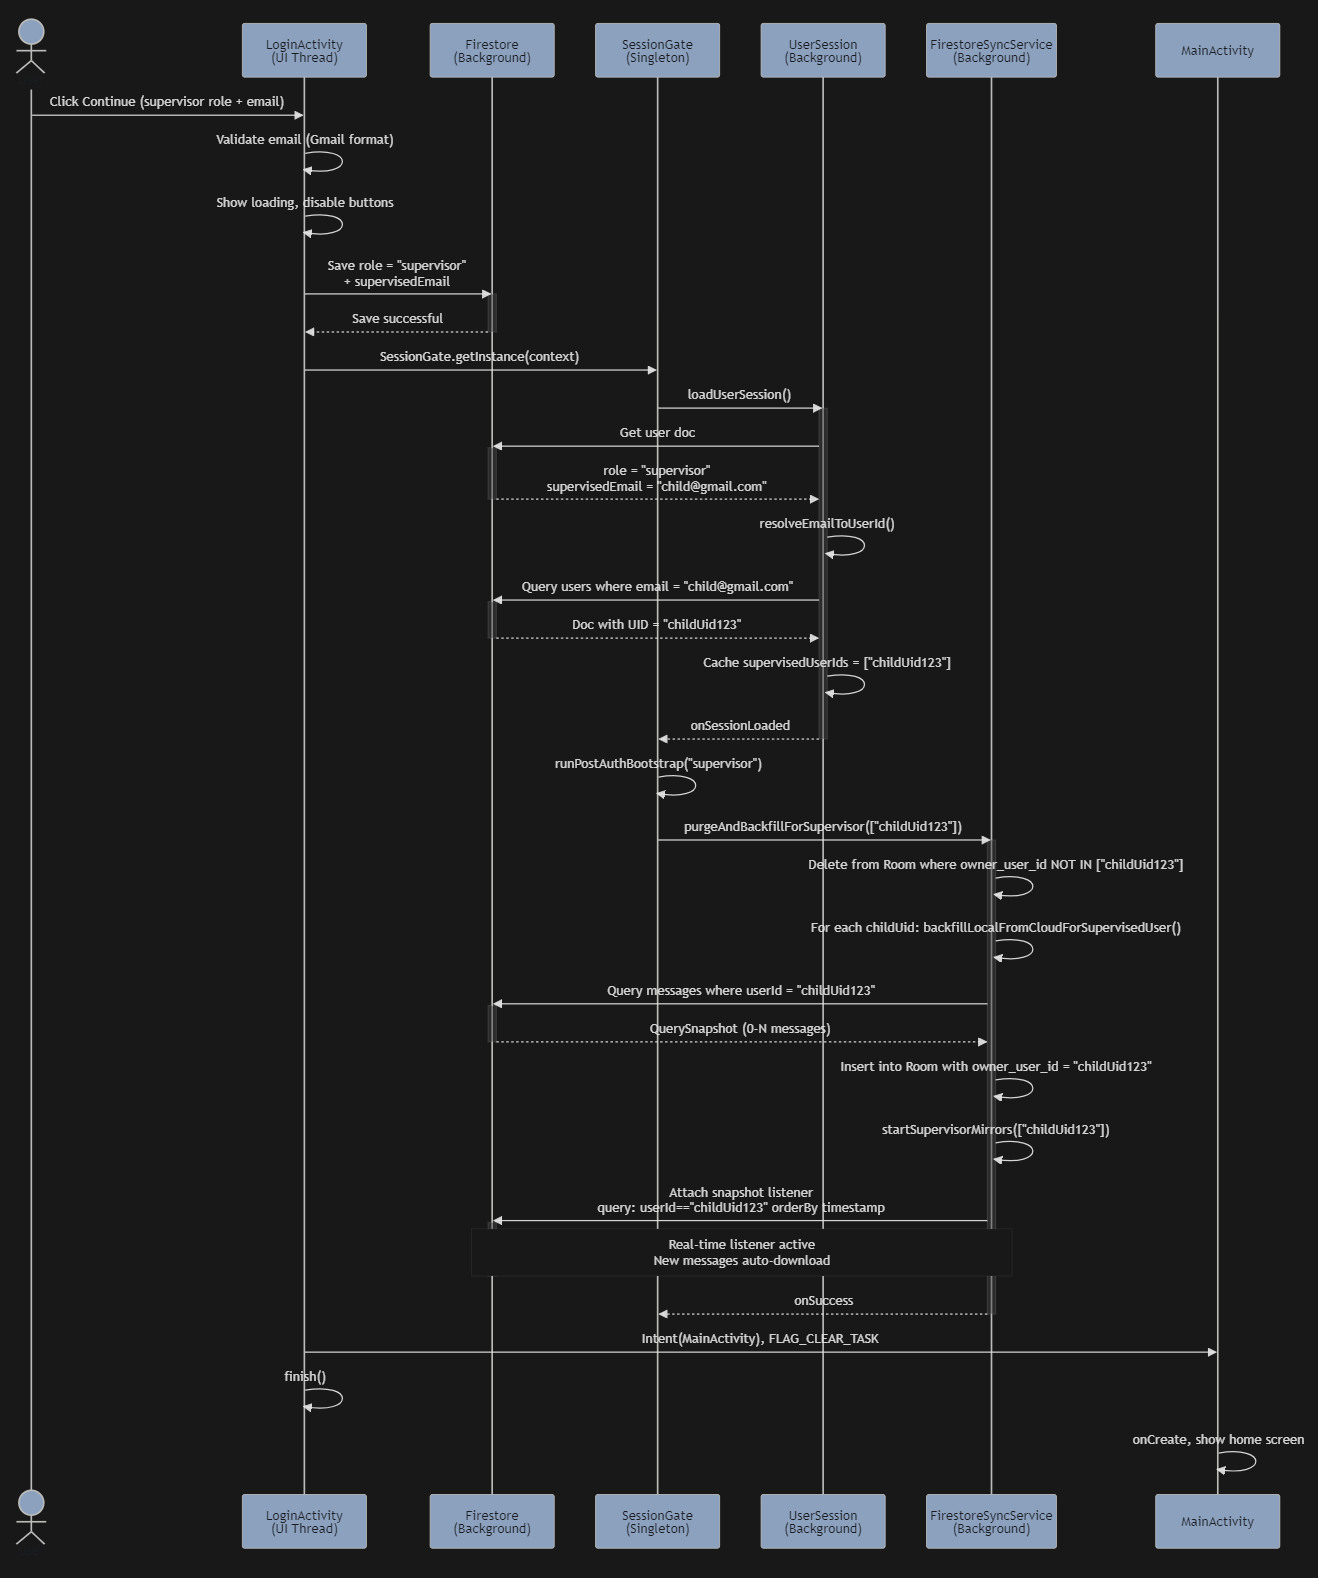 LoginActivity
(UI Thread)
Firestore
(Background)
SessionGate
(Singleton)
UserSession
(Background)
FirestoreSyncService
(Background)
MainActivity
Click Continue (supervisor role + email)
Validate email (Gmail format)
Show loading, disable buttons
Save role = "supervisor"
+ supervisedEmail
Save successful
SessionGate.getInstance(context)
loadUserSession()
Get user doc
role = "supervisor"
supervisedEmail = "child@gmail.com"
resolveEmailToUserId()
Query users where email = "child@gmail.com"
Doc with UID = "childUid123"
Cache supervisedUserIds = ["childUid123"]
onSessionLoaded
runPostAuthBootstrap("supervisor")
purgeAndBackfillForSupervisor(["childUid123"])
Delete from Room where owner_user_id NOT IN ["childUid123"]
For each childUid: backfillLocalFromCloudForSupervisedUser()
Query messages where userId = "childUid123"
QuerySnapshot (0-N messages)
Insert into Room with owner_user_id = "childUid123"
startSupervisorMirrors(["childUid123"])
Attach snapshot listener
query: userId=="childUid123" orderBy timestamp
Real-time listener active
New messages auto-download
onSuccess
Intent(MainActivity), FLAG_CLEAR_TASK
finish()
onCreate, show home screen
LoginActivity
(UI Thread)
Firestore
(Background)
SessionGate
(Singleton)
UserSession
(Background)
FirestoreSyncService
(Background)
MainActivity